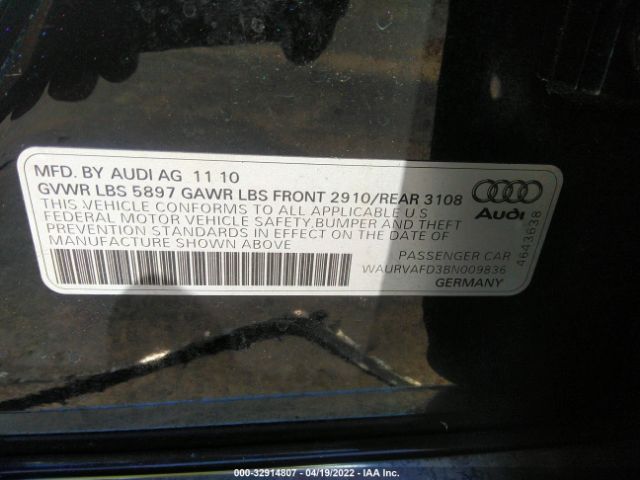 MFD. BY AUDI AG 11 10
GVWR LBS 5897 GAWR LBS FRONT 2910/REAR 3108
THIS VEHICLE CONFORMS TO ALL APPLICABLE U S
FEDERAL MOTOR VEHICLE SAFETY,BUMPER AND THEFT
PREVENTION STANDARDS IN EFFECT ON THE DATE OF
MANUFACTURE SHOWN ABOVE
PASSENGER CAR
WAURVAFD3BN009836
GERMANY
Audi
4643638
000-32914807 - 04/19/2022 - IAA Inc.